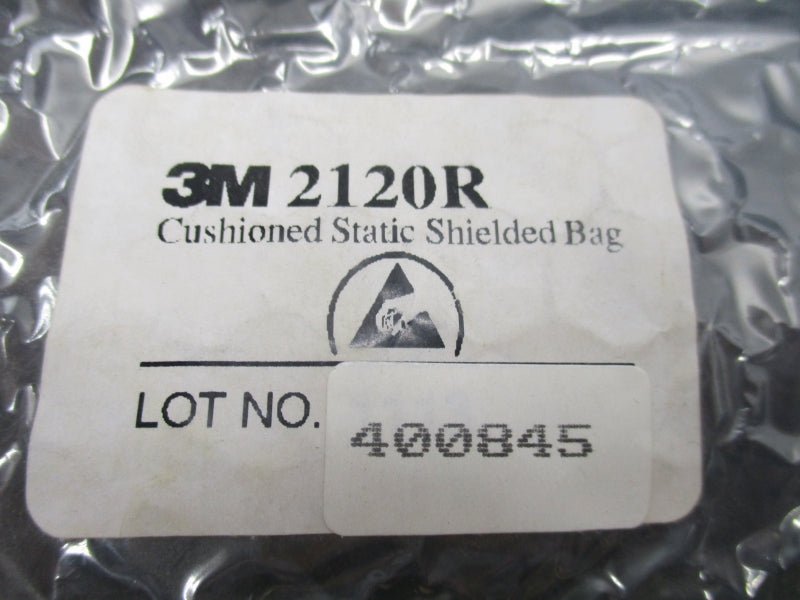 3M 2120R
Cushioned Static Shielded Bag
LOT NO. 400845